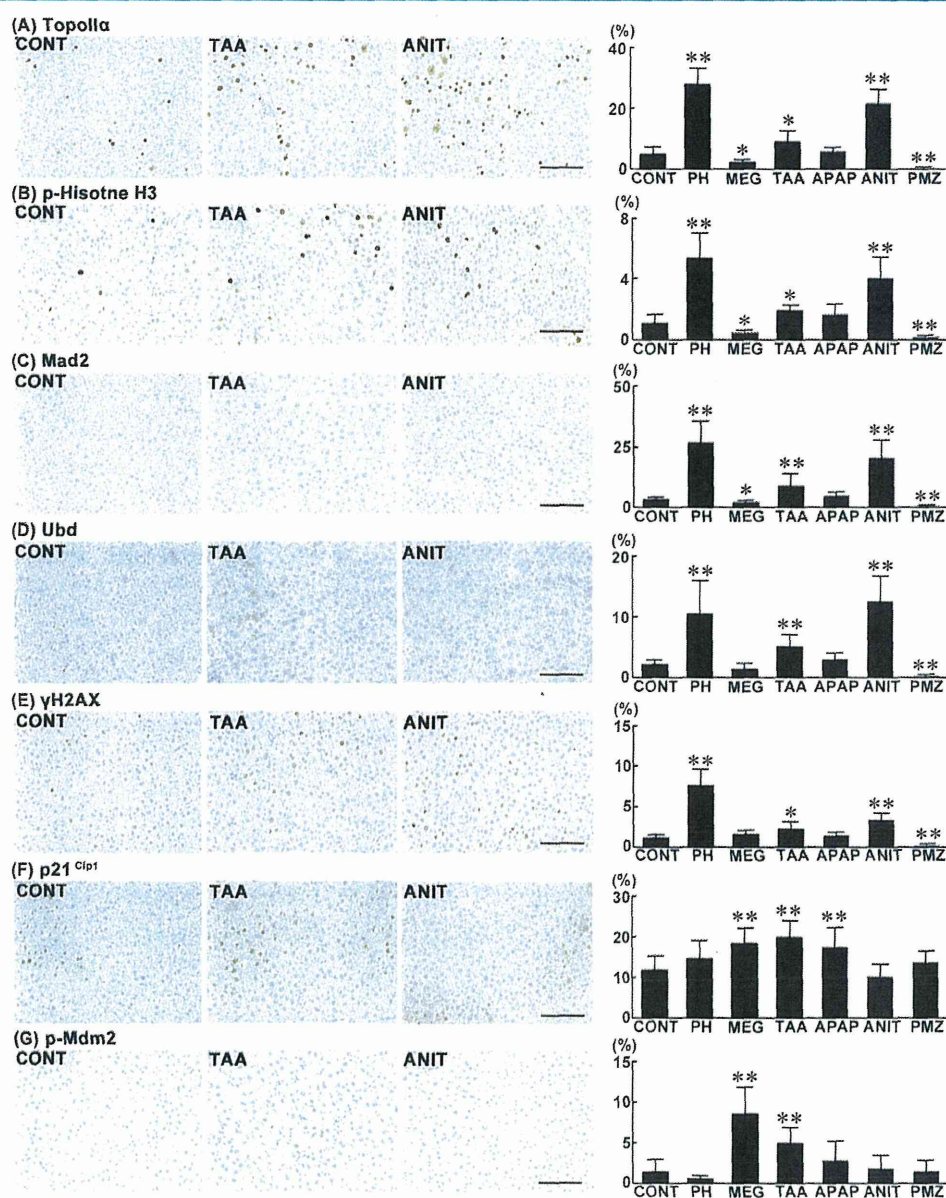 (A) TopoIIα
CONT TAA ANIT
(%)
40
20
0
** * * ** **
CONT PH MEG TAA APAP ANIT PMZ
(B) p-Hisotne H3
CONT TAA ANIT
(%)
8
4
0
** * * ** **
CONT PH MEG TAA APAP ANIT PMZ
(C) Mad2
CONT TAA ANIT
(%)
50
25
0
** * ** ** **
CONT PH MEG TAA APAP ANIT PMZ
(D) Ubd
CONT TAA ANIT
(%)
20
10
0
** ** ** **
CONT PH MEG TAA APAP ANIT PMZ
(E) γH2AX
CONT TAA ANIT
(%)
15
10
5
0
** * ** **
CONT PH MEG TAA APAP ANIT PMZ
(F) p21 Cip1
CONT TAA ANIT
(%)
30
20
10
0
** ** **
CONT PH MEG TAA APAP ANIT PMZ
(G) p-Mdm2
CONT TAA ANIT
(%)
15
10
5
0
** **
CONT PH MEG TAA APAP ANIT PMZ